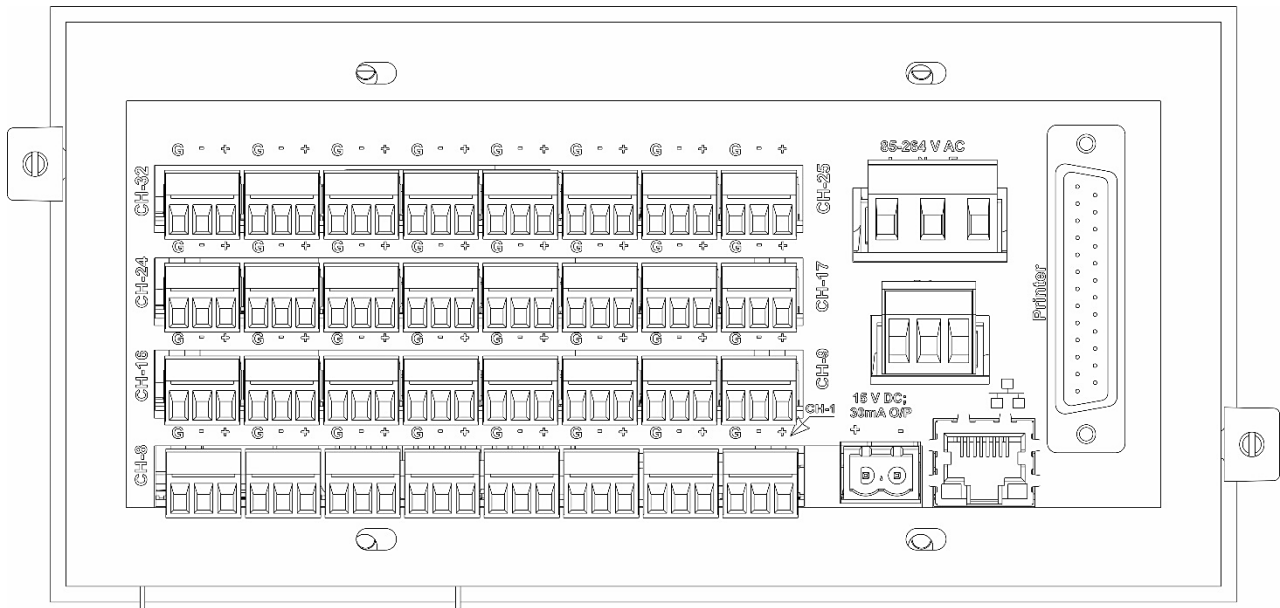 G - + G - + G - + G - + G - + G - + G - + G - +
85-264 V AC
CH-32
CH-25
G - + G - + G - + G - + G - + G - + G - + G - +
CH-24
CH-17
Printer
G - + G - + G - + G - + G - + G - + G - + G - +
CH-16
CH-9
15 V DC;
33mA O/P
CH-1
G - + G - + G - + G - + G - + G - + G - + G - +
+ -
CH-8